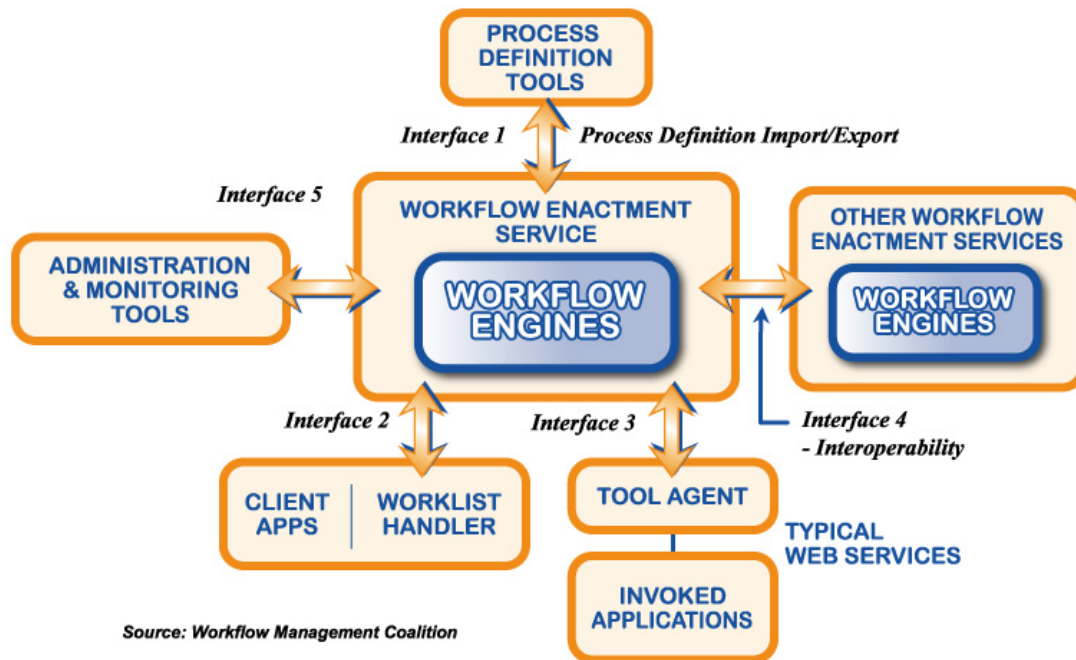 PROCESS
DEFINITION
TOOLS
Interface 1
Process Definition Import/Export
Interface 5
WORKFLOW ENACTMENT
SERVICE
WORKFLOW
ENGINES
OTHER WORKFLOW
ENACTMENT SERVICES
WORKFLOW
ENGINES
ADMINISTRATION
& MONITORING
TOOLS
Interface 2
Interface 3
Interface 4
- Interoperability
CLIENT
APPS
WORKLIST
HANDLER
TOOL AGENT
TYPICAL
WEB SERVICES
INVOKED
APPLICATIONS
Source: Workflow Management Coalition